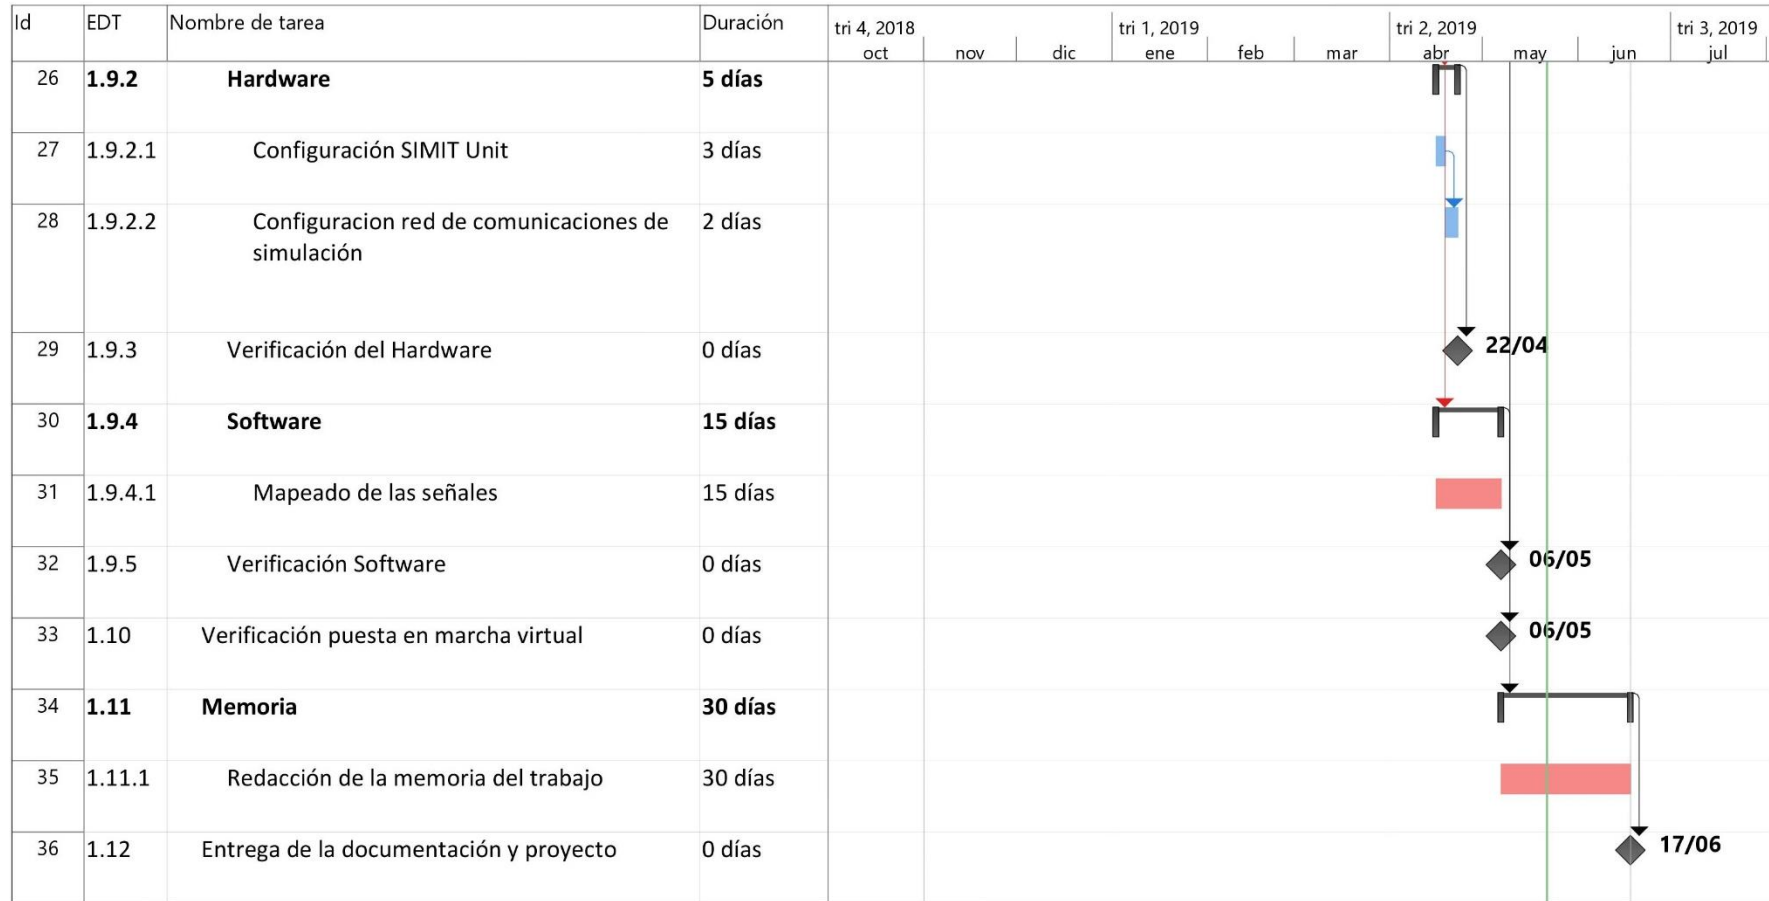 Id EDT Nombre de tarea Duración tri 4, 2018 tri 1, 2019 tri 2, 2019 tri 3, 2019
oct nov dic ene feb mar abr may jun jul
26 1.9.2 Hardware 5 días
27 1.9.2.1 Configuración SIMIT Unit 3 días
28 1.9.2.2 Configuracion red de comunicaciones de 2 días
simulación
29 1.9.3 Verificación del Hardware 0 días 22/04
30 1.9.4 Software 15 días
31 1.9.4.1 Mapeado de las señales 15 días
32 1.9.5 Verificación Software 0 días 06/05
33 1.10 Verificación puesta en marcha virtual 0 días 06/05
34 1.11 Memoria 30 días
35 1.11.1 Redacción de la memoria del trabajo 30 días
36 1.12 Entrega de la documentación y proyecto 0 días 17/06